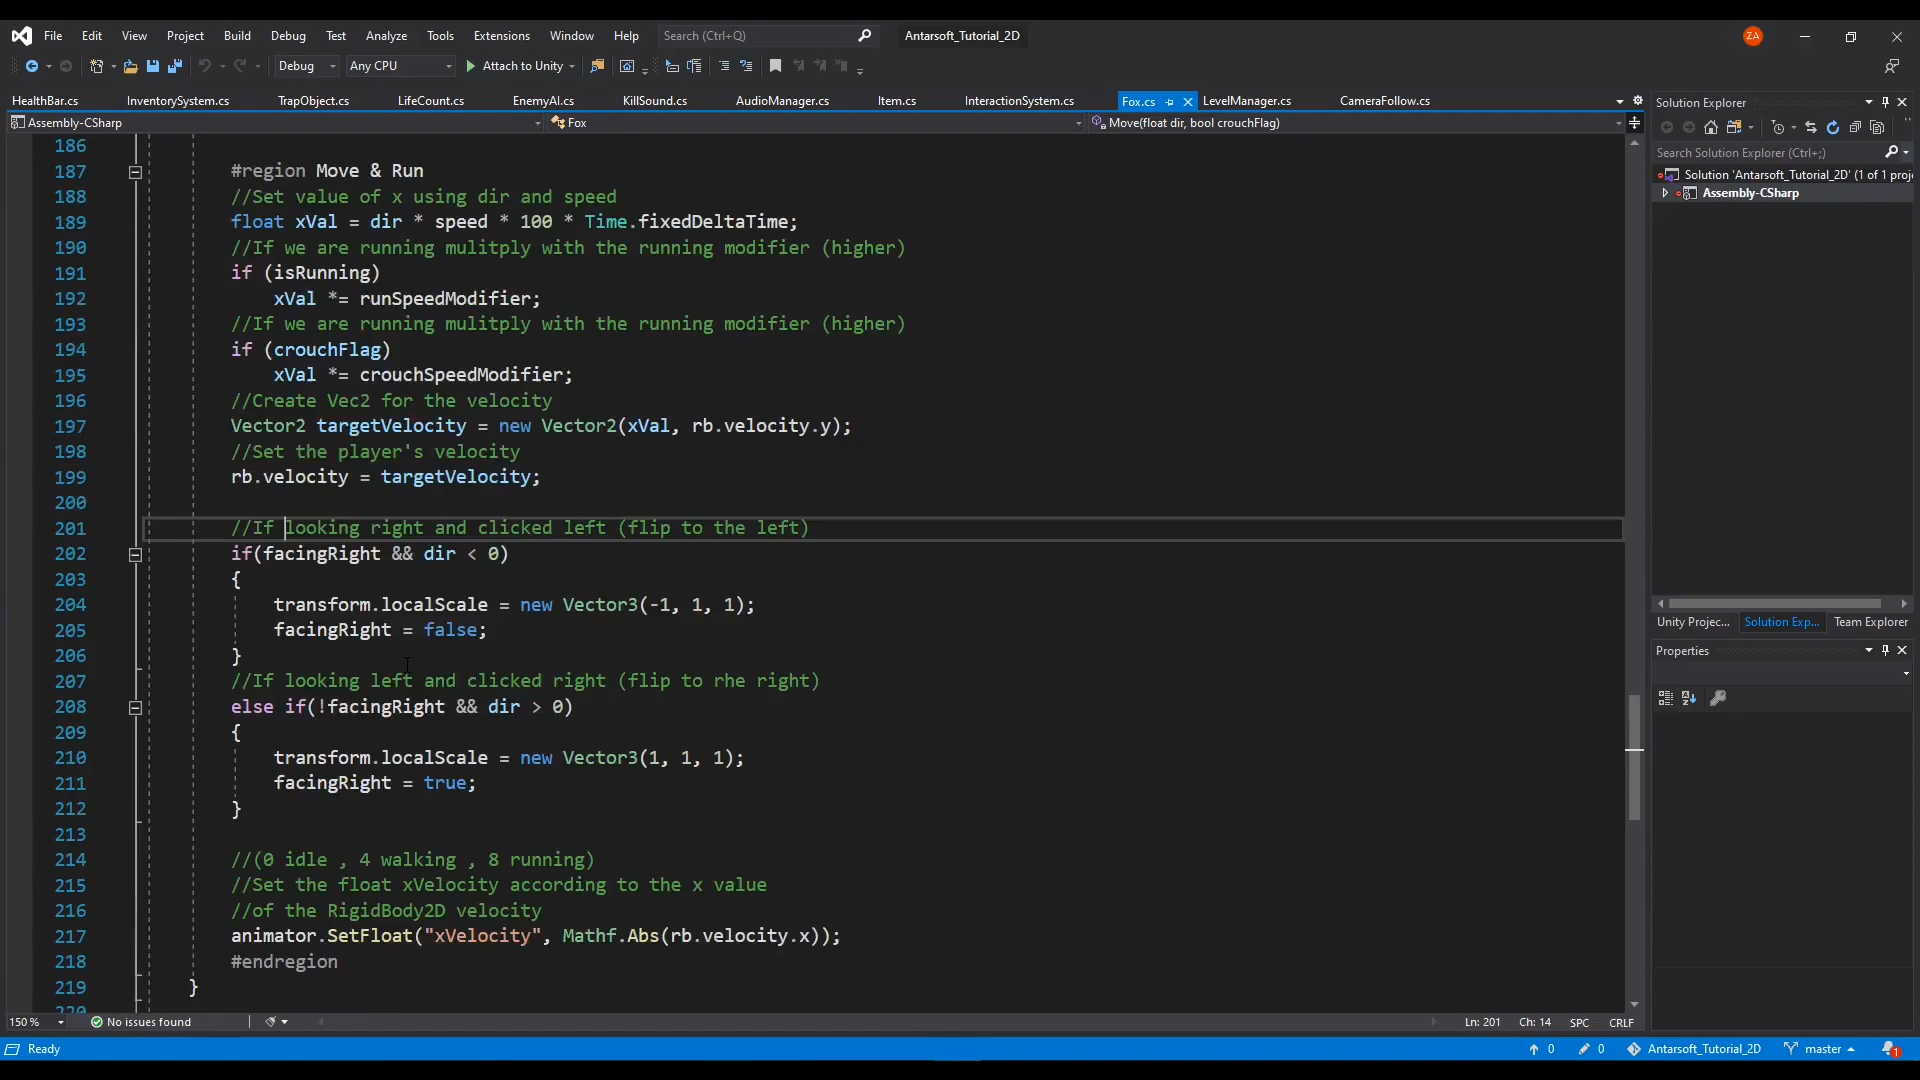 File Edit View Project Build Debug Test Analyze Tools Extensions Window Help Search (Ctrl+Q) Antarsoft_Tutorial_2D ZA
Debug Any CPU Attach to Unity
HealthBar.cs InventorySystem.cs TrapObject.cs LifeCount.cs EnemyAI.cs KillSound.cs AudioManager.cs Item.cs InteractionSystem.cs Fox.cs LevelManager.cs CameraFollow.cs
Assembly-CSharp Fox Move(float dir, bool crouchFlag)
186
187 #region Move & Run
188 //Set value of x using dir and speed
189 float xVal = dir * speed * 100 * Time.fixedDeltaTime;
190 //If we are running mulitply with the running modifier (higher)
191 if (isRunning)
192 xVal *= runSpeedModifier;
193 //If we are running mulitply with the running modifier (higher)
194 if (crouchFlag)
195 xVal *= crouchSpeedModifier;
196 //Create Vec2 for the velocity
197 Vector2 targetVelocity = new Vector2(xVal, rb.velocity.y);
198 //Set the player's velocity
199 rb.velocity = targetVelocity;
200
201 //If looking right and clicked left (flip to the left)
202 if(facingRight && dir < 0)
203 {
204 transform.localScale = new Vector3(-1, 1, 1);
205 facingRight = false;
206 }
207 //If looking left and clicked right (flip to rhe right)
208 else if(!facingRight && dir > 0)
209 {
210 transform.localScale = new Vector3(1, 1, 1);
211 facingRight = true;
212 }
213
214 //(0 idle , 4 walking , 8 running)
215 //Set the float xVelocity according to the x value
216 //of the RigidBody2D velocity
217 animator.SetFloat("xVelocity", Mathf.Abs(rb.velocity.x));
218 #endregion
219 }
220
150 % No issues found Ln: 201 Ch: 14 SPC CRLF
Solution Explorer
Search Solution Explorer (Ctrl+;)
Solution 'Antarsoft_Tutorial_2D' (1 of 1 proj
Assembly-CSharp
Unity Projec... Solution Exp... Team Explorer
Properties
Ready 0 0 Antarsoft_Tutorial_2D master 1